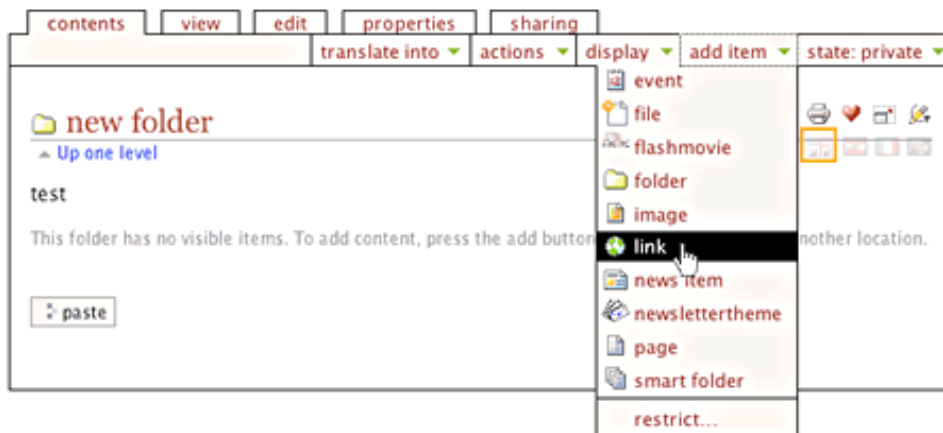 contents view edit properties sharing
translate into actions display add item state: private
event
new folder
file
Up one level
flashmovie
folder
test
image
This folder has no visible items. To add content, press the add button nother location.
link
news item
paste
newslettertheme
page
smart folder
restrict...